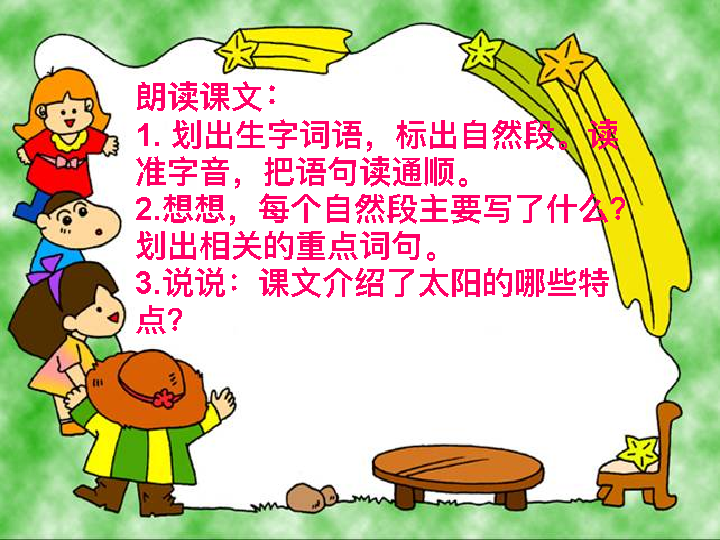 朗读课文：
1. 划出生字词语，标出自然段。读
准字音，把语句读通顺。
2.想想，每个自然段主要写了什么？
划出相关的重点词句。
3.说说：课文介绍了太阳的哪些特
点？